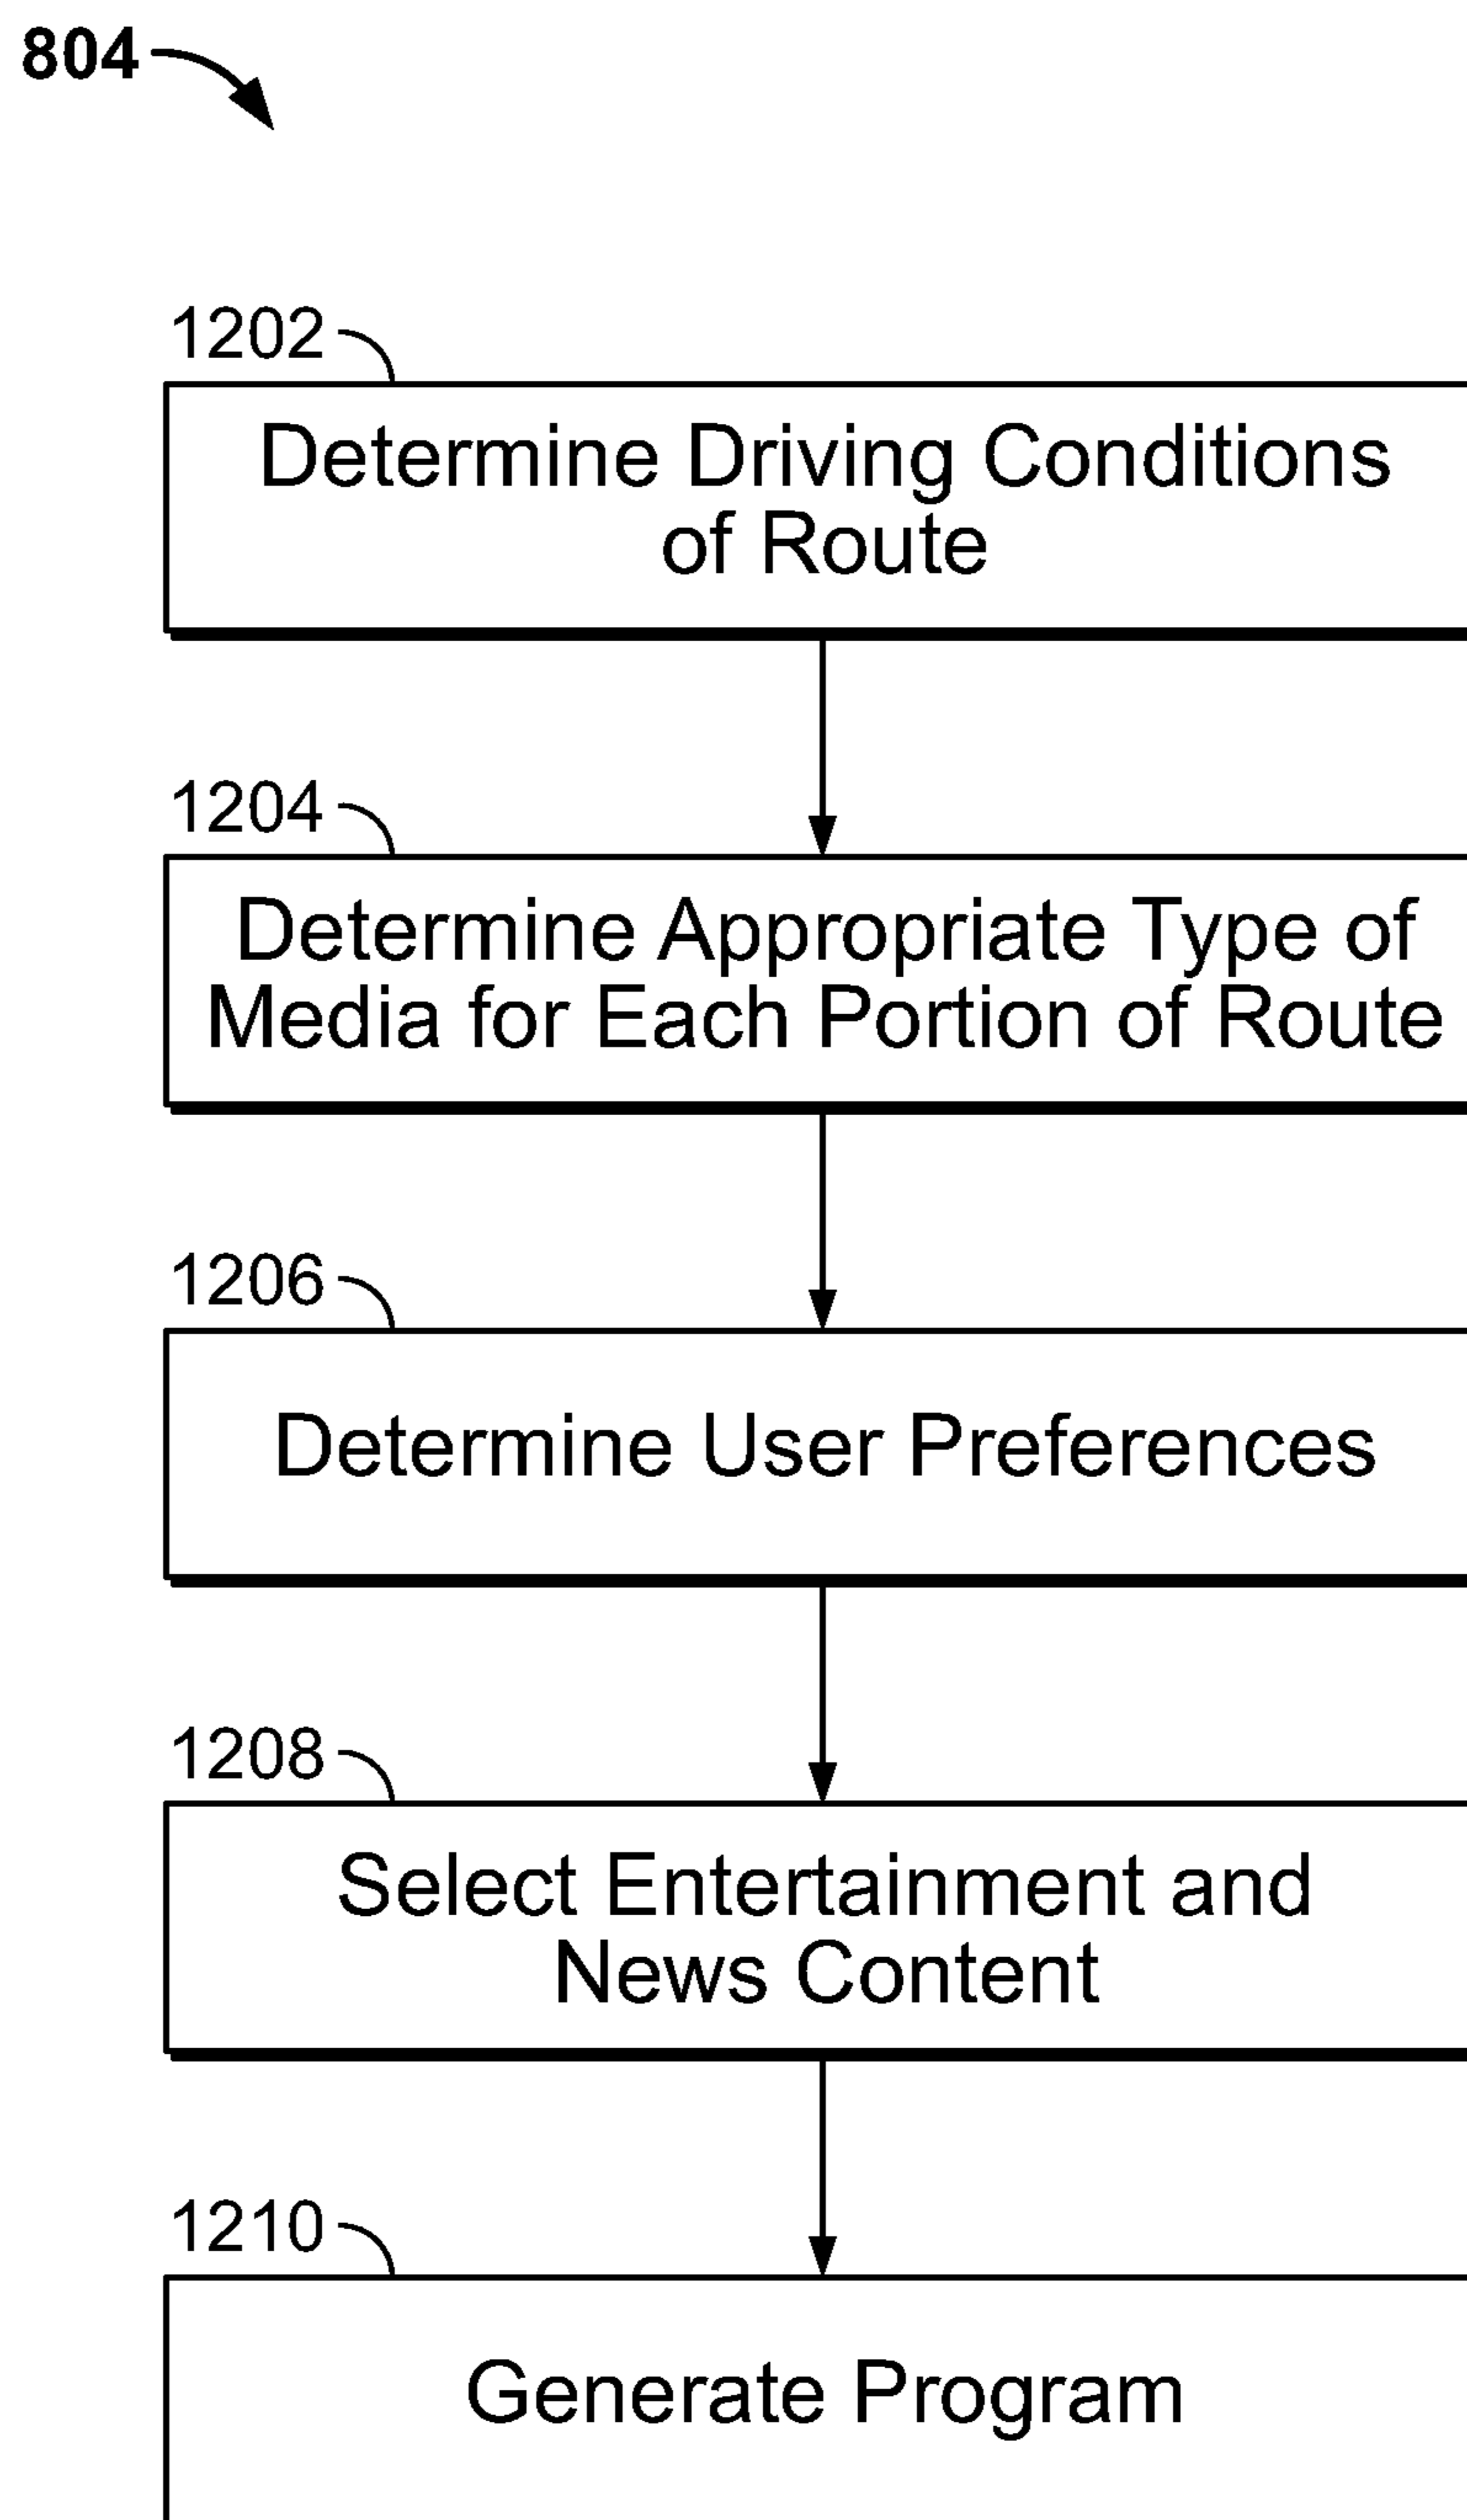 804
1202
Determine Driving Conditions
of Route
1204
Determine Appropriate Type of
Media for Each Portion of Route
1206
Determine User Preferences
1208
Select Entertainment and
News Content
1210
Generate Program